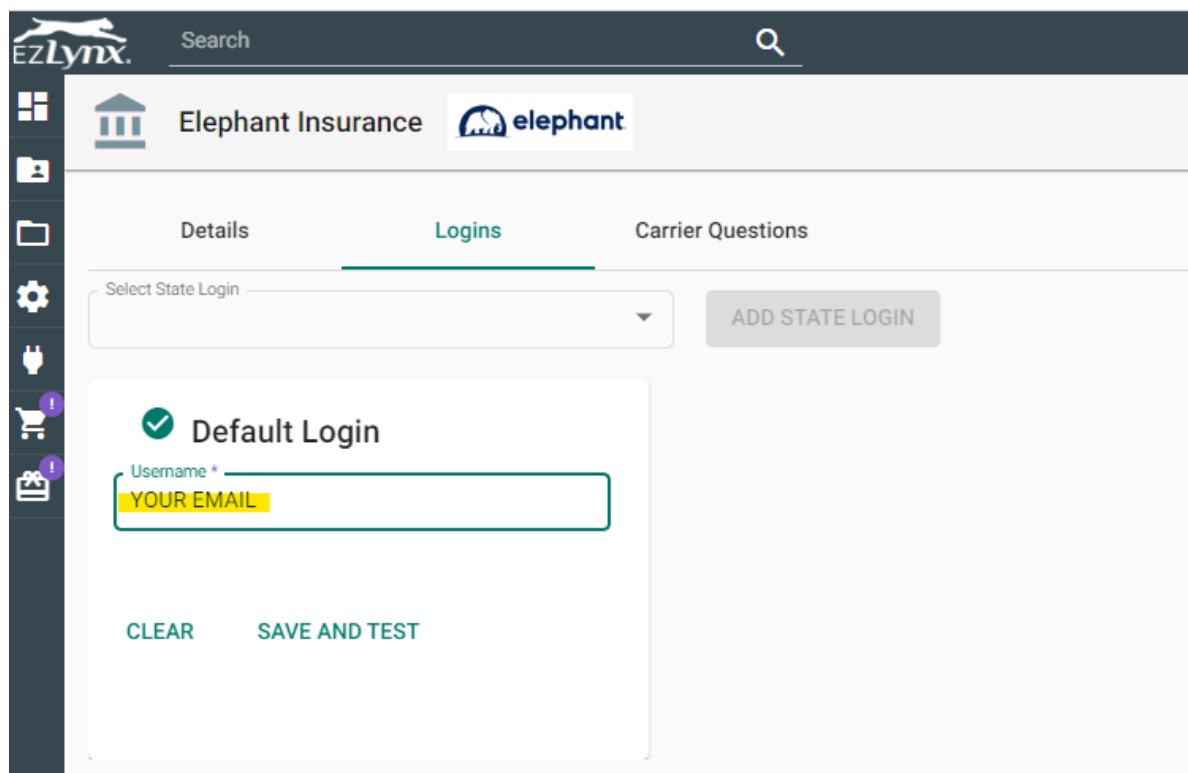 EZLynx.
Search
Elephant Insurance
elephant
Details
Logins
Carrier Questions
Select State Login
ADD STATE LOGIN
!
Default Login
Username *
!
YOUR EMAIL
CLEAR
SAVE AND TEST